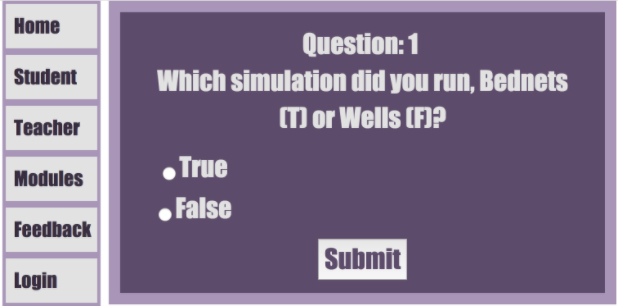 Home
Student
Teacher
Modules
Feedback
Login
Question: 1
Which simulation did you run, Bednets
(T) or Wells (F)?
True
False
Submit